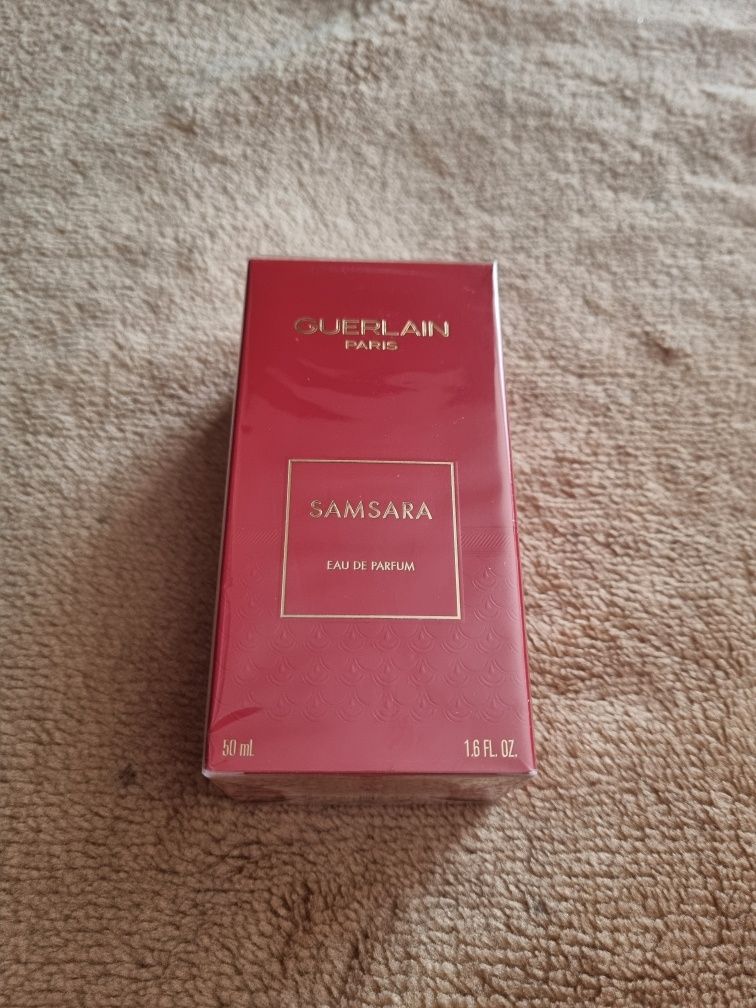 GUERLAIN
PARIS
SAMSARA
EAU DE PARFUM
50 ml 1.6 FL. OZ.